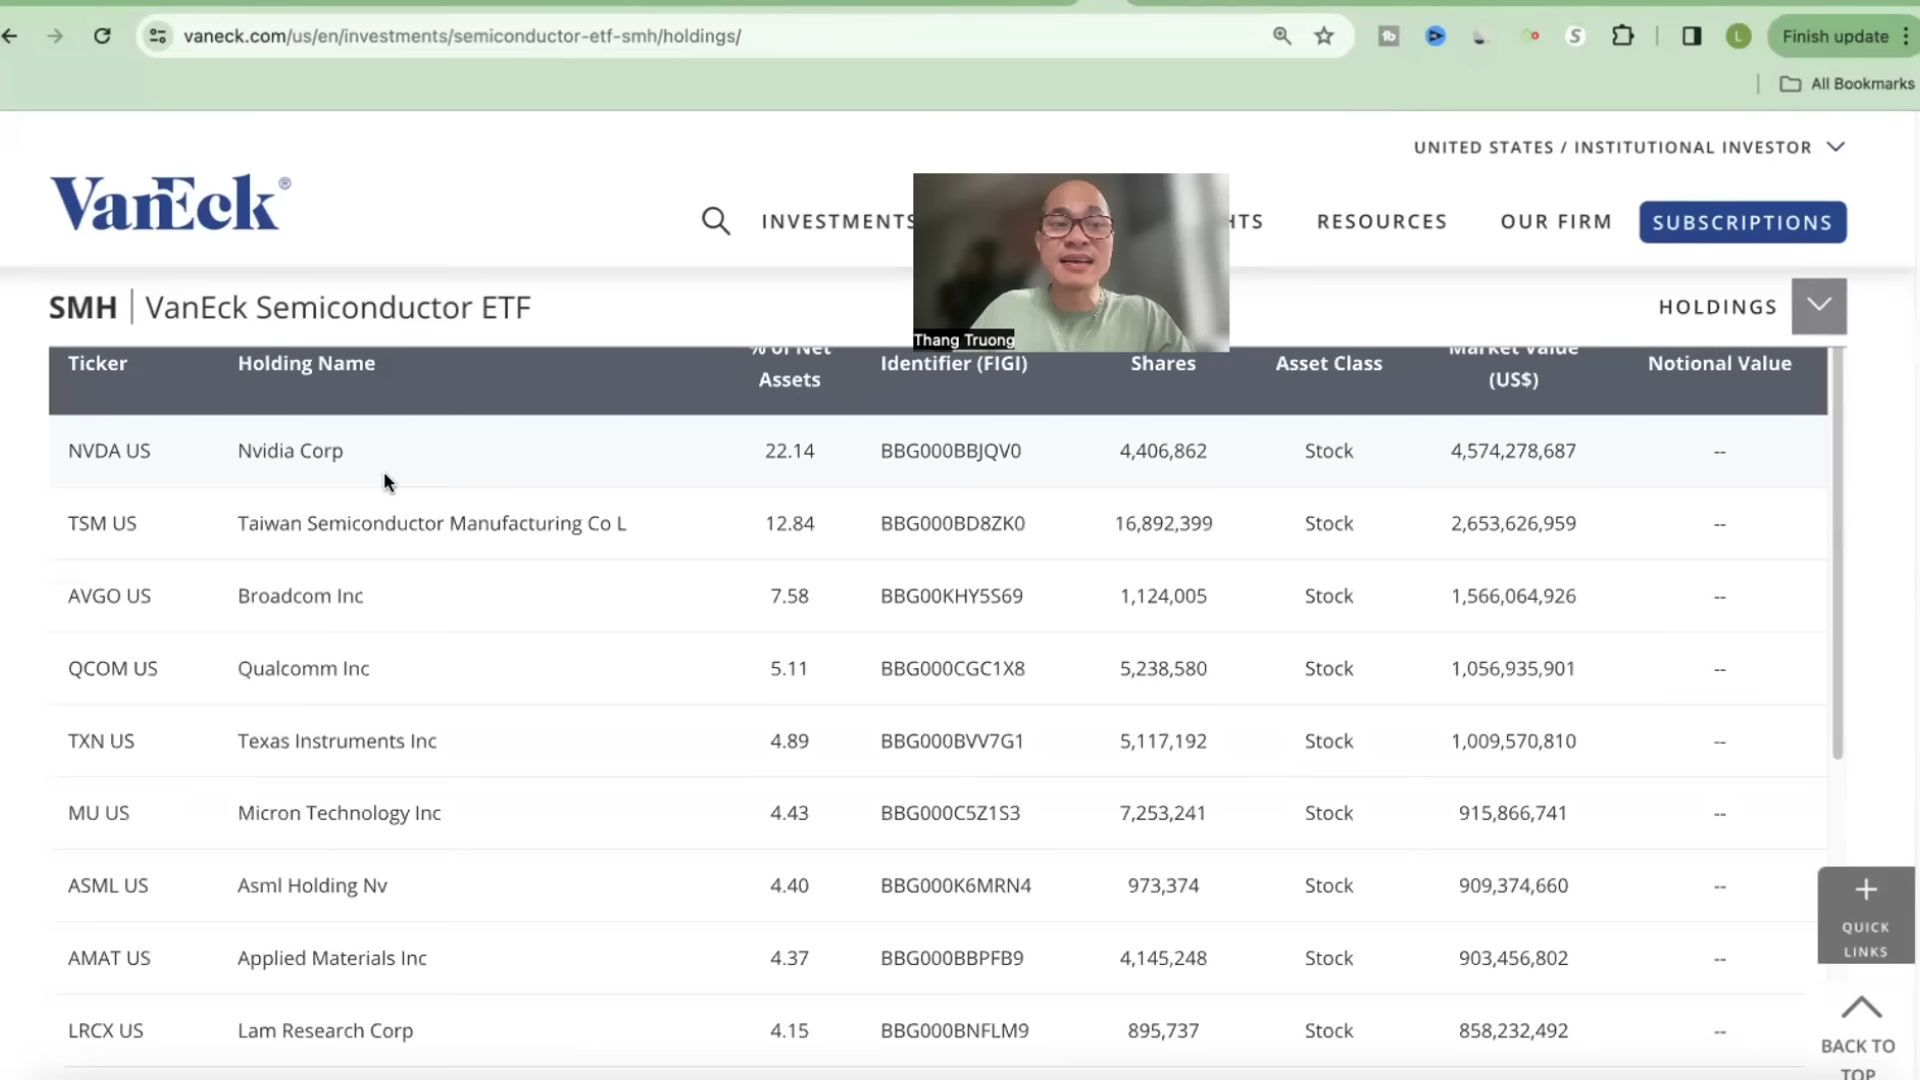 vaneck.com/us/en/investments/semiconductor-etf-smh/holdings/
Finish update
All Bookmarks
UNITED STATES / INSTITUTIONAL INVESTOR
VanEck®
INVESTMENTS
HTS
RESOURCES
OUR FIRM
SUBSCRIPTIONS
SMH | VanEck Semiconductor ETF
HOLDINGS
Thang Truong
Ticker Holding Name % of Net Assets Identifier (FIGI) Shares Asset Class Market Value (US$) Notional Value
NVDA US Nvidia Corp 22.14 BBG000BBJQV0 4,406,862 Stock 4,574,278,687 --
TSM US Taiwan Semiconductor Manufacturing Co L 12.84 BBG000BD8ZK0 16,892,399 Stock 2,653,626,959 --
AVGO US Broadcom Inc 7.58 BBG00KHY5S69 1,124,005 Stock 1,566,064,926 --
QCOM US Qualcomm Inc 5.11 BBG000CGC1X8 5,238,580 Stock 1,056,935,901 --
TXN US Texas Instruments Inc 4.89 BBG000BVV7G1 5,117,192 Stock 1,009,570,810 --
MU US Micron Technology Inc 4.43 BBG000C5Z1S3 7,253,241 Stock 915,866,741 --
ASML US Asml Holding Nv 4.40 BBG000K6MRN4 973,374 Stock 909,374,660 --
AMAT US Applied Materials Inc 4.37 BBG000BBPFB9 4,145,248 Stock 903,456,802 --
LRCX US Lam Research Corp 4.15 BBG000BNFLM9 895,737 Stock 858,232,492 --
QUICK
LINKS
BACK TO
TOP